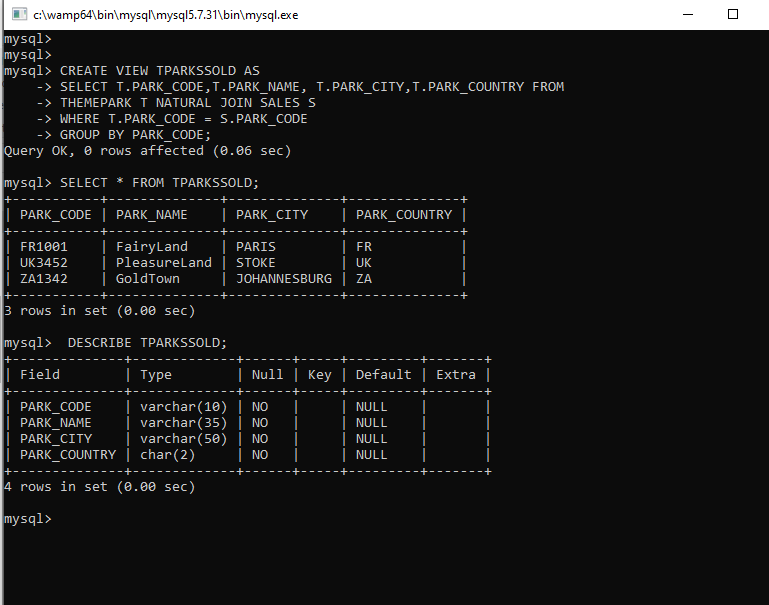 c:\wamp64\bin\mysql\mysql5.7.31\bin\mysql.exe
mysql>
mysql>
mysql> CREATE VIEW TPARKSSOLD AS
    -> SELECT T.PARK_CODE,T.PARK_NAME, T.PARK_CITY,T.PARK_COUNTRY FROM
    -> THEMEPARK T NATURAL JOIN SALES S
    -> WHERE T.PARK_CODE = S.PARK_CODE
    -> GROUP BY PARK_CODE;
Query OK, 0 rows affected (0.06 sec)
mysql> SELECT * FROM TPARKSSOLD;
+-----------+--------------+--------------+--------------+
| PARK_CODE | PARK_NAME    | PARK_CITY    | PARK_COUNTRY |
+-----------+--------------+--------------+--------------+
| FR1001    | FairyLand    | PARIS        | FR           |
| UK3452    | PleasureLand | STOKE        | UK           |
| ZA1342    | GoldTown     | JOHANNESBURG | ZA           |
+-----------+--------------+--------------+--------------+
3 rows in set (0.00 sec)
mysql>  DESCRIBE TPARKSSOLD;
+--------------+-------------+------+-----+---------+-------+
| Field        | Type        | Null | Key | Default | Extra |
+--------------+-------------+------+-----+---------+-------+
| PARK_CODE    | varchar(10) | NO   |     | NULL    |       |
| PARK_NAME    | varchar(35) | NO   |     | NULL    |       |
| PARK_CITY    | varchar(50) | NO   |     | NULL    |       |
| PARK_COUNTRY | char(2)     | NO   |     | NULL    |       |
+--------------+-------------+------+-----+---------+-------+
4 rows in set (0.00 sec)
mysql>